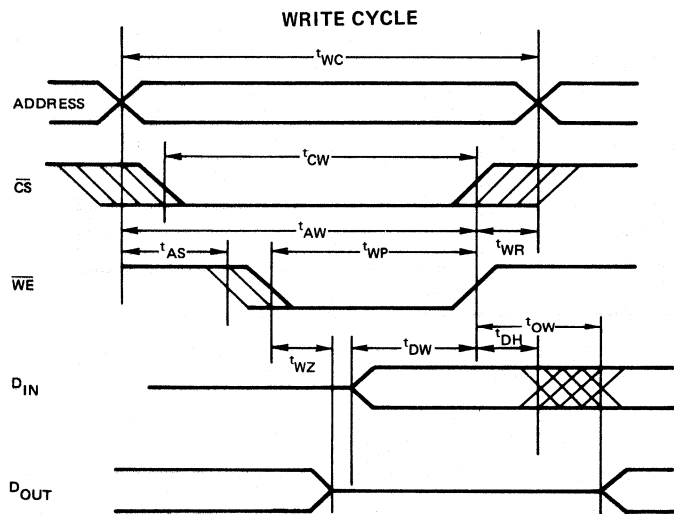 WRITE CYCLE
tWC
ADDRESS
tCW
CS
tAW
tAS
tWP
tWR
WE
tOW
tWZ
tDW
tDH
DIN
DOUT